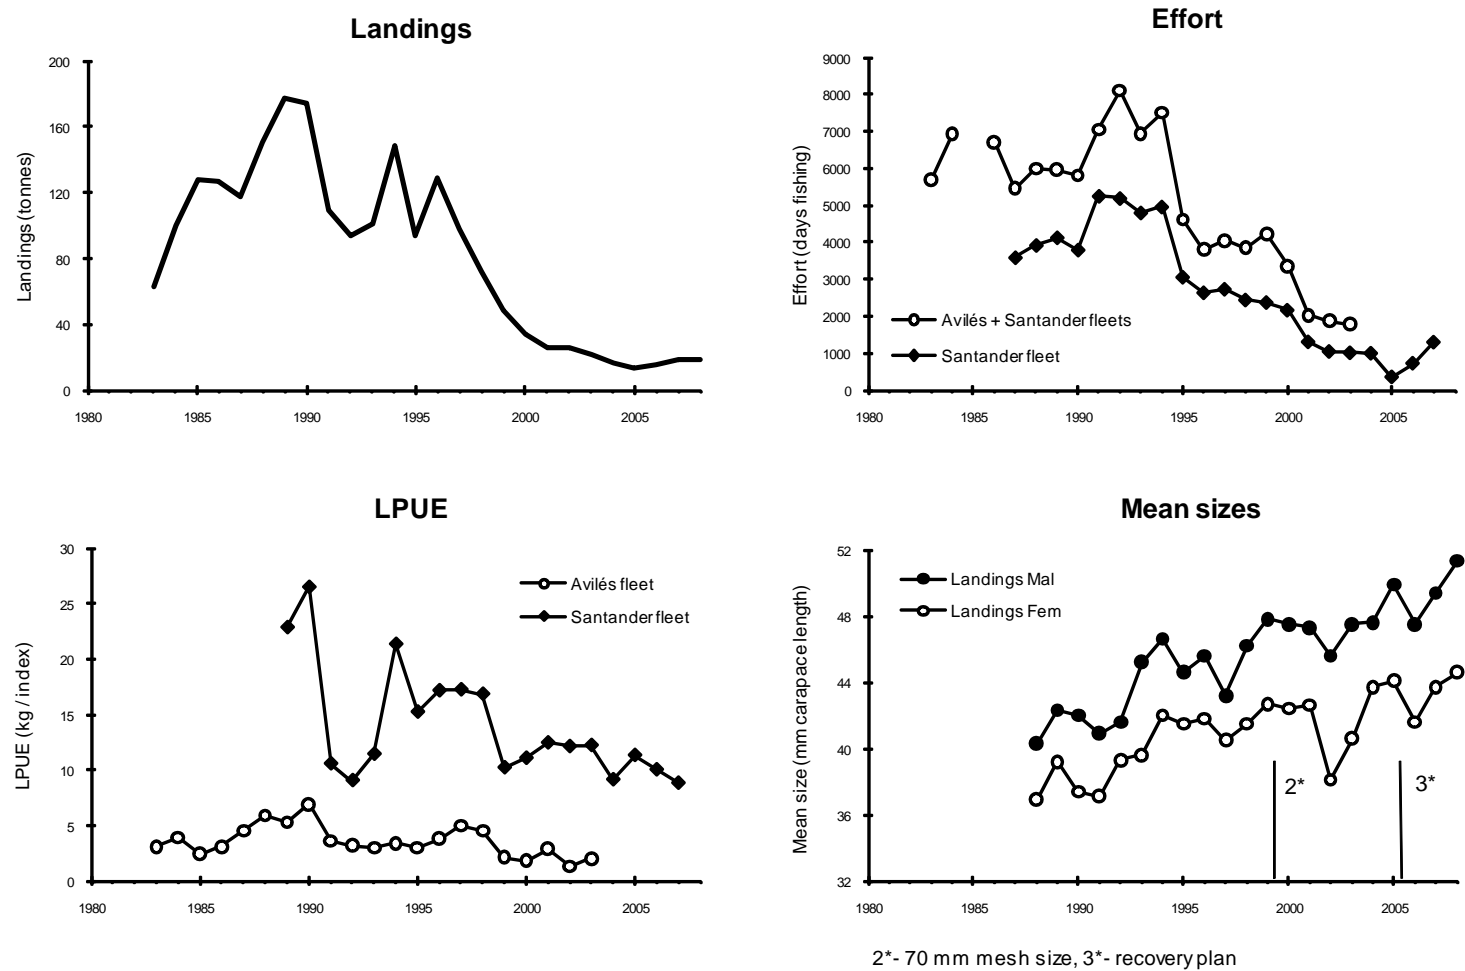 Landings
200
160
120
80
40
0
Landings (tonnes)
1980 1985 1990 1995 2000 2005
Effort
9000
8000
7000
6000
5000
4000
3000
2000
1000
0
Effort (days fishing)
Avilés + Santander fleets
Santander fleet
1980 1985 1990 1995 2000 2005
LPUE
30
25
20
15
10
5
0
LPUE (kg / index)
Avilés fleet
Santander fleet
1980 1985 1990 1995 2000 2005
Mean sizes
52
48
44
40
36
32
Mean size (mm carapace length)
Landings Mal
Landings Fem
2*
3*
1980 1985 1990 1995 2000 2005
2*- 70 mm mesh size, 3*- recovery plan